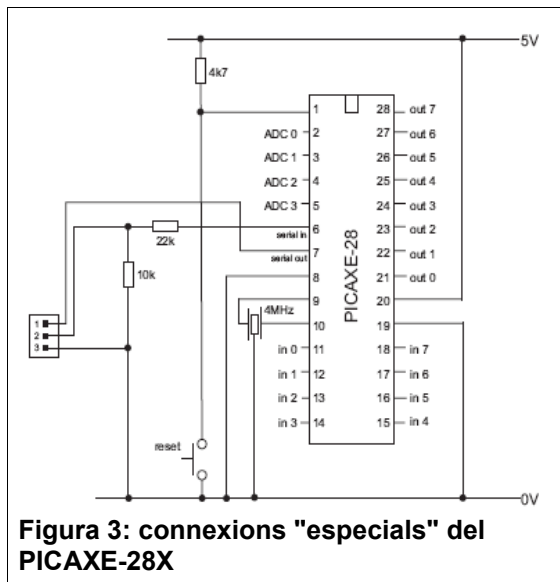 5V
4k7
1 28 out 7
ADC 0 2 27 out 6
ADC 1 3 26 out 5
ADC 2 4 25 out 4
ADC 3 5 24 out 3
22k serial in 6 23 out 2
serial out 7 22 out 1
10k 8 21 out 0
9 20
4MHz
10 19
in 0 11 18 in 7
in 1 12 17 in 6
in 2 13 16 in 5
in 3 14 15 in 4
PICAXE-28
1
2
3
reset
0V
Figura 3: connexions "especials" del
PICAXE-28X